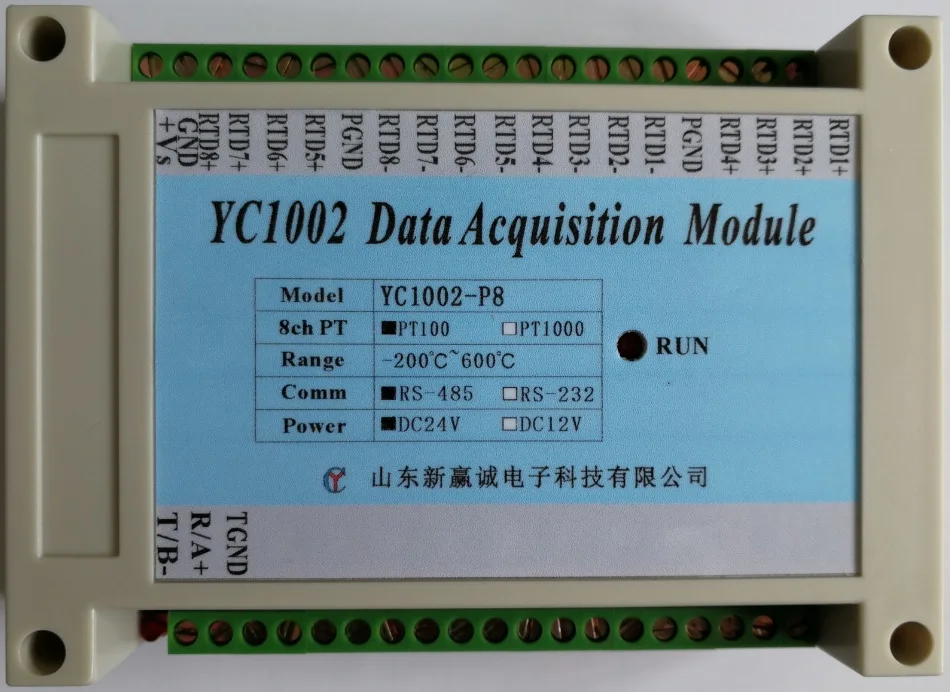 +Vs
GND
RTD8+
RTD7+
RTD6+
RTD5+
PGND
RTD8-
RTD7-
RTD6-
RTD5-
RTD4-
RTD3-
RTD2-
RTD1-
PGND
RTD4+
RTD3+
RTD2+
RTD1+
YC1002 Data Acquisition Module
Model YC1002-P8
8ch PT ■PT100 □PT1000
Range -200℃~600℃
Comm ■RS-485 □RS-232
Power ■DC24V □DC12V
RUN
山东新赢诚电子科技有限公司
T/B-
R/A+
TGND